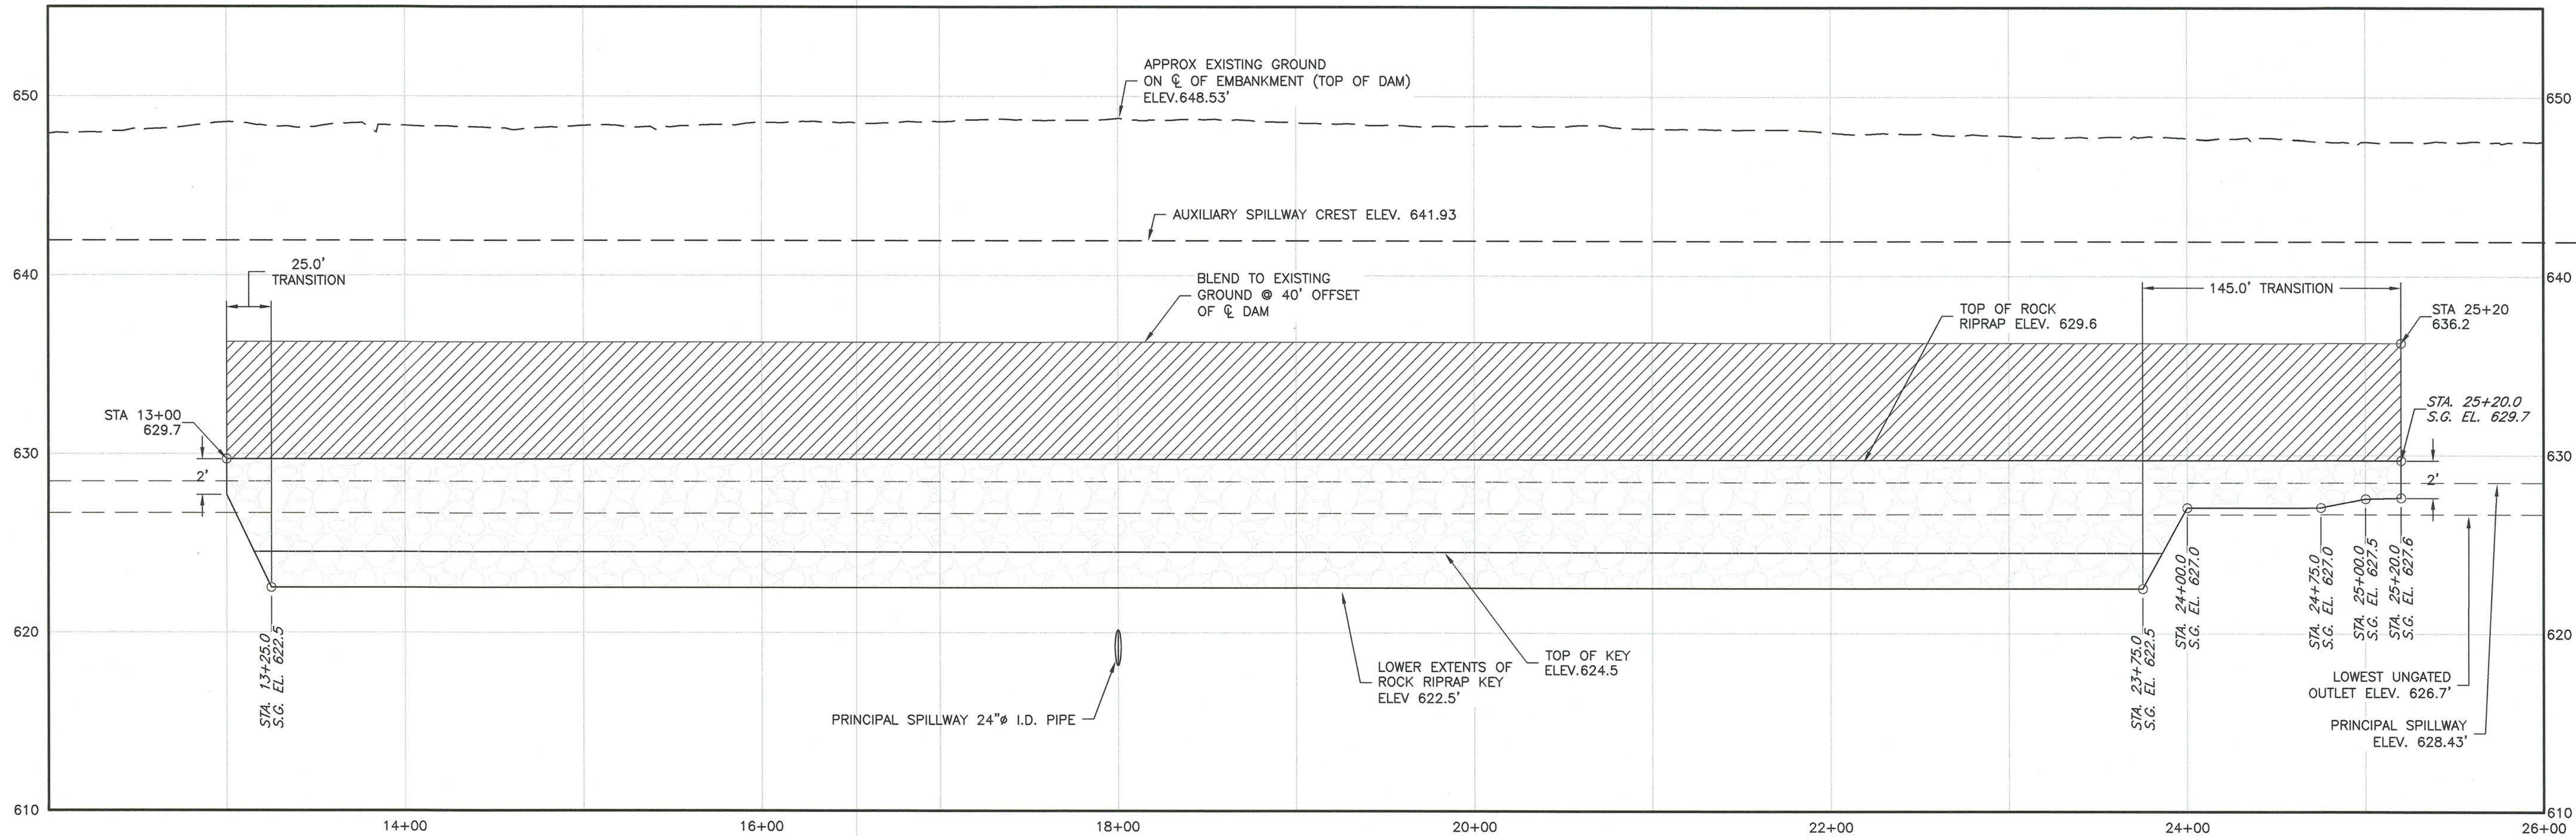 APPROX EXISTING GROUND
ON ℄ OF EMBANKMENT (TOP OF DAM)
ELEV.648.53'
650
650
AUXILIARY SPILLWAY CREST ELEV. 641.93
640
640
25.0'
TRANSITION
BLEND TO EXISTING
GROUND @ 40' OFFSET
OF ℄ DAM
145.0' TRANSITION
TOP OF ROCK
RIPRAP ELEV. 629.6
STA 25+20
636.2
STA 13+00
629.7
STA. 25+20.0
S.G. EL. 629.7
630
630
2'
2'
STA. 13+25.0
S.G. EL. 622.5
STA. 23+75.0
S.G. EL. 622.5
STA. 24+00.0
S.G. EL. 627.0
STA. 24+75.0
S.G. EL. 627.0
STA. 25+00.0
S.G. EL. 627.5
STA. 25+20.0
S.G. EL. 627.6
620
620
LOWER EXTENTS OF
ROCK RIPRAP KEY
ELEV 622.5'
TOP OF KEY
ELEV.624.5
LOWEST UNGATED
OUTLET ELEV. 626.7'
PRINCIPAL SPILLWAY 24"ø I.D. PIPE
PRINCIPAL SPILLWAY
ELEV. 628.43'
610
610
14+00
16+00
18+00
20+00
22+00
24+00
26+00